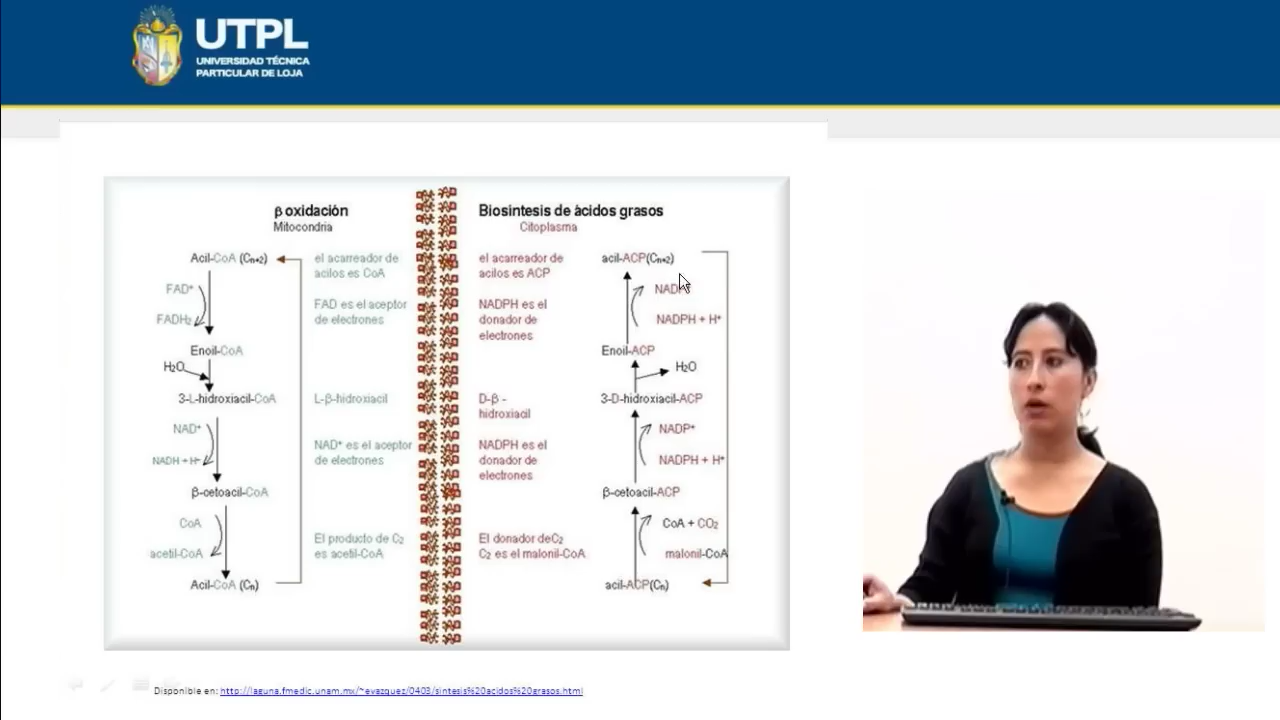 UTPL
UNIVERSIDAD TÉCNICA
PARTICULAR DE LOJA
β oxidación
Mitocondria
Acil-CoA (Cn+2)
FAD⁺
FADH₂
Enoil-CoA
H₂O
3-L-hidroxiacil-CoA
NAD⁺
NADH + H⁺
β-cetoacil-CoA
CoA
acetil-CoA
Acil-CoA (Cn)
el acarreador de
acilos es CoA
FAD es el aceptor
de electrones
L-β-hidroxiacil
NAD⁺ es el aceptor
de electrones
El producto de C₂
es acetil-CoA
Biosintesis de ácidos grasos
Citoplasma
el acarreador de
acilos es ACP
NADPH es el
donador de
electrones
D-β -
hidroxiacil
NADPH es el
donador de
electrones
El donador deC₂
C₂ es el malonil-CoA
acil-ACP(Cn+2)
NADPH + H⁺
Enoil-ACP
H₂O
3-D-hidroxiacil-ACP
NADP⁺
NADPH + H⁺
β-cetoacil-ACP
CoA + CO₂
malonil-CoA
acil-ACP(Cn)
Disponible en: http://laguna.fmedic.unam.mx/~evazquez/0403/sintesis%20acidos%20grasos.html